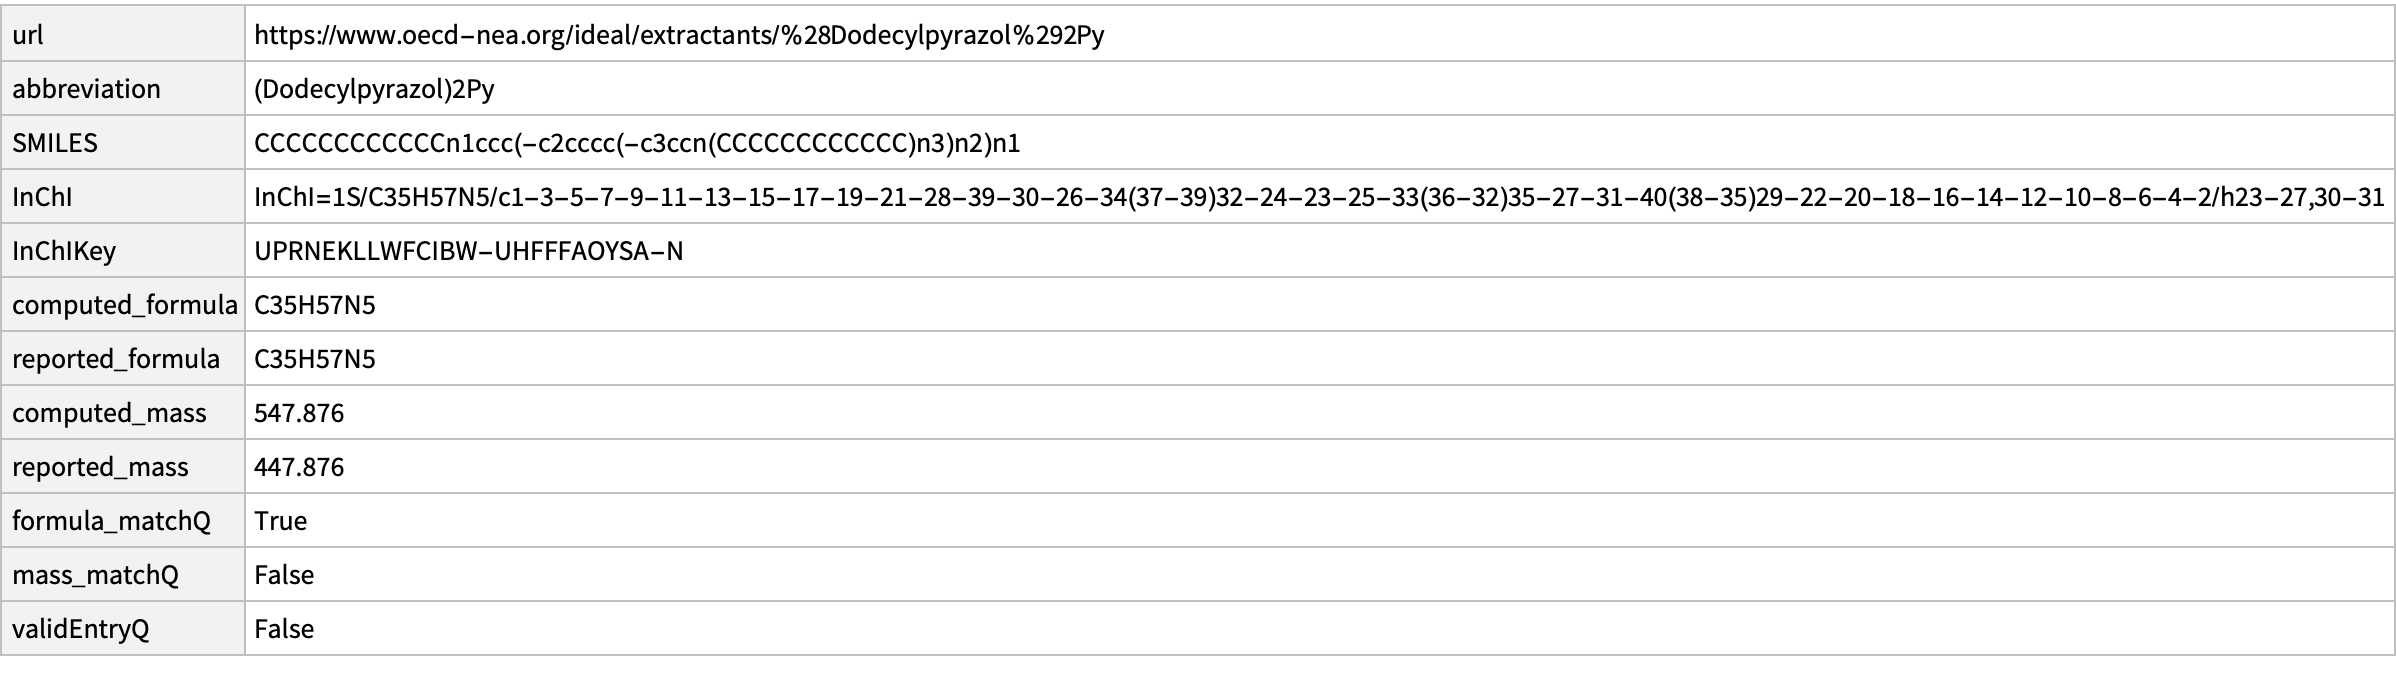 url https://www.oecd-nea.org/ideal/extractants/%28Dodecylpyrazol%292Py
abbreviation (Dodecylpyrazol)2Py
SMILES CCCCCCCCCCCCn1ccc(-c2cccc(-c3ccn(CCCCCCCCCCCC)n3)n2)n1
InChI InChI=1S/C35H57N5/c1-3-5-7-9-11-13-15-17-19-21-28-39-30-26-34(37-39)32-24-23-25-33(36-32)35-27-31-40(38-35)29-22-20-18-16-14-12-10-8-6-4-2/h23-27,30-31
InChIKey UPRNEKLLWFCIBW-UHFFFAOYSA-N
computed_formula C35H57N5
reported_formula C35H57N5
computed_mass 547.876
reported_mass 447.876
formula_matchQ True
mass_matchQ False
validEntryQ False